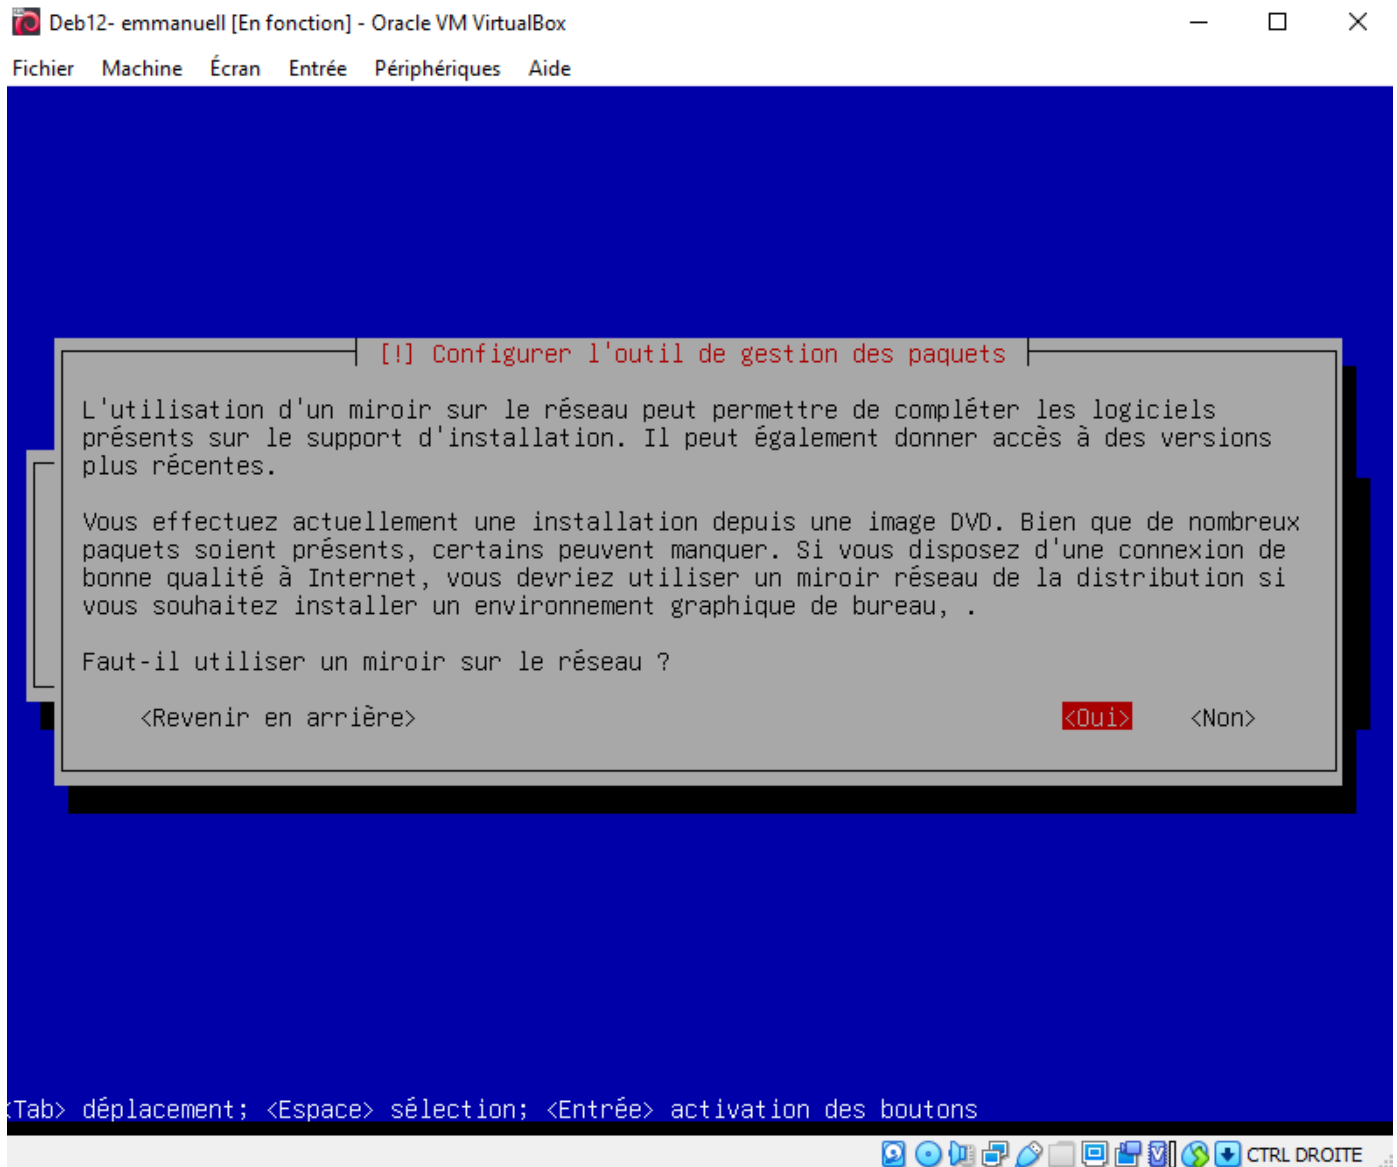 Deb12- emmanuell [En fonction] - Oracle VM VirtualBox
Fichier Machine Écran Entrée Périphériques Aide
[!] Configurer l'outil de gestion des paquets
L'utilisation d'un miroir sur le réseau peut permettre de compléter les logiciels
présents sur le support d'installation. Il peut également donner accès à des versions
plus récentes.
Vous effectuez actuellement une installation depuis une image DVD. Bien que de nombreux
paquets soient présents, certains peuvent manquer. Si vous disposez d'une connexion de
bonne qualité à Internet, vous devriez utiliser un miroir réseau de la distribution si
vous souhaitez installer un environnement graphique de bureau, .
Faut-il utiliser un miroir sur le réseau ?
<Revenir en arrière> <Oui> <Non>
<Tab> déplacement; <Espace> sélection; <Entrée> activation des boutons
CTRL DROITE